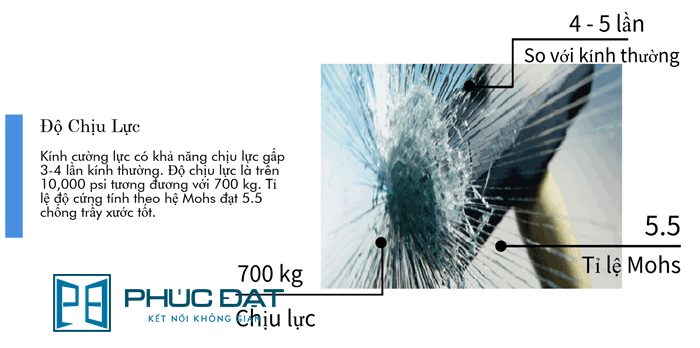 4 - 5 lần
So với kính thường
Độ Chịu Lực
Kính cường lực có khả năng chịu lực gấp
3-4 lần kính thường. Độ chịu lực là trên
10,000 psi tương đương với 700 kg. Tỉ
lệ độ cứng tính theo hệ Mohs đạt 5.5
chống trầy xước tốt.
5.5
Tỉ lệ Mohs
700 kg
Chịu lực
PHÚC ĐẠT
KẾT NỐI KHÔNG GIAN